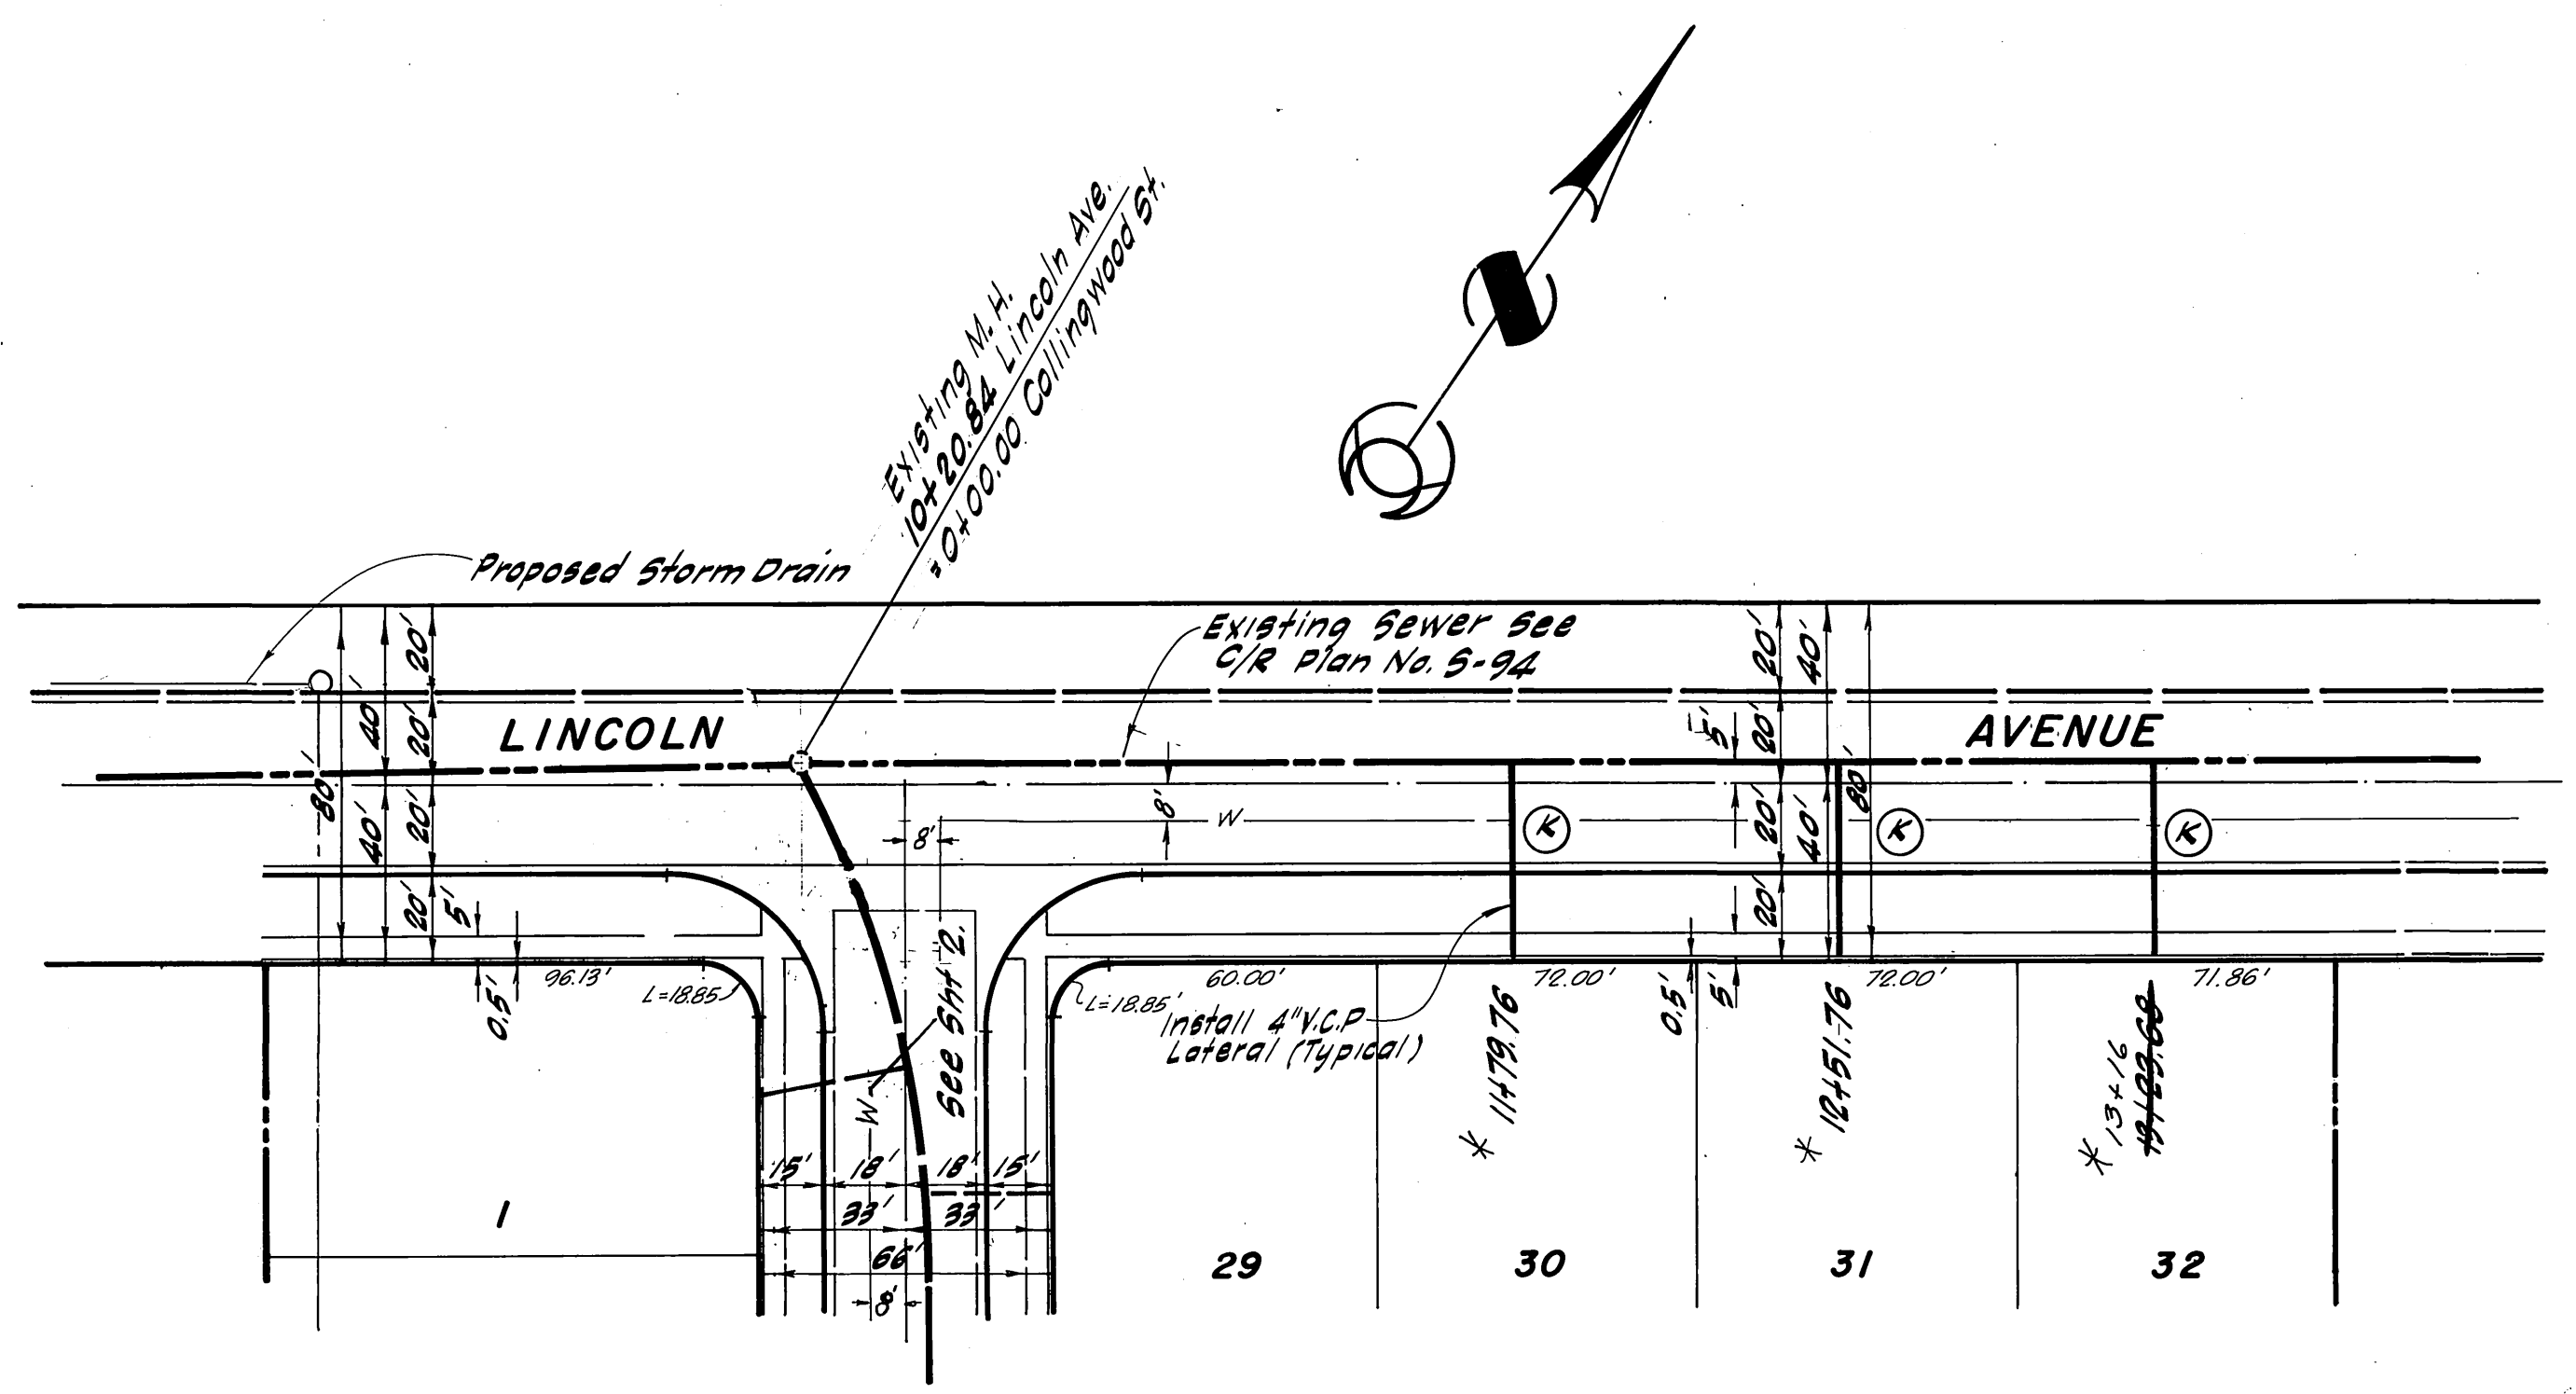 Existing M.H.
10+20.84 Lincoln Ave.
=0+00.00 Collingwood St.
Proposed Storm Drain
Existing Sewer See
C/R Plan No. S-94
20'
40'
20'
80'
40'
20'
20'
5'
0.5'
LINCOLN
AVENUE
20'
40'
5'
20'
80'
20'
40'
20'
8'
8'
W
K
K
K
96.13'
L=18.85'
L=18.85'
60.00'
72.00'
72.00'
71.86'
0.5'
5'
Install 4" V.C.P
Lateral (Typical)
See Sht 2.
W
* 11+79.76
* 12+51.76
* 13+16
13+23.68
15'
18'
18'
15'
33'
33'
66'
8'
1
29
30
31
32